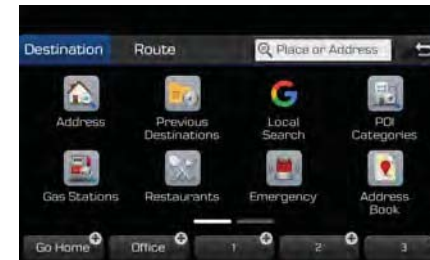 Destination Route Place or Address
Address Previous Destinations Local Search POI Categories
Gas Stations Restaurants Emergency Address Book
Go Home Office 1 2 3